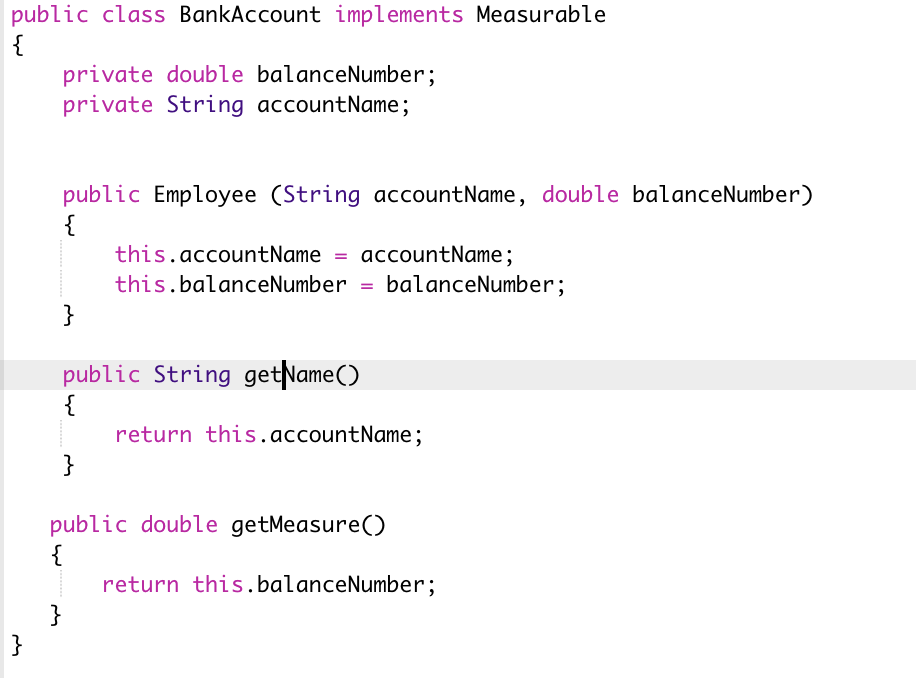 public class BankAccount implements Measurable
{
    private double balanceNumber;
    private String accountName;

    public Employee (String accountName, double balanceNumber)
    {
        this.accountName = accountName;
        this.balanceNumber = balanceNumber;
    }

    public String getName()
    {
        return this.accountName;
    }

   public double getMeasure()
   {
       return this.balanceNumber;
   }
}